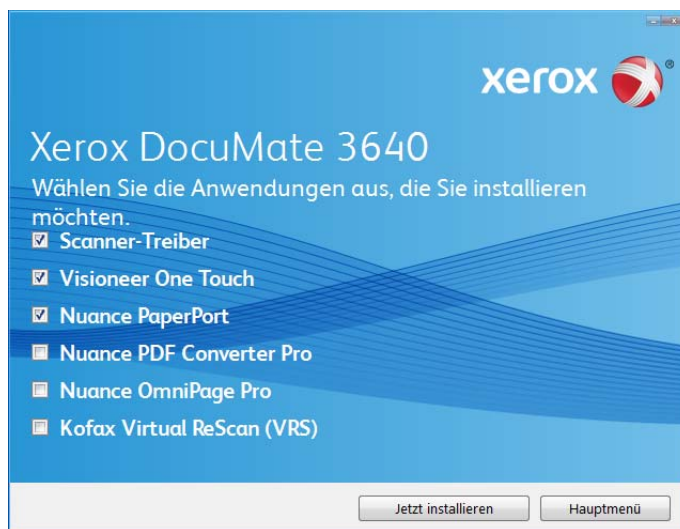 xerox
Xerox DocuMate 3640
Wählen Sie die Anwendungen aus, die Sie installieren
möchten.
Scanner-Treiber
Visioneer One Touch
Nuance PaperPort
Nuance PDF Converter Pro
Nuance OmniPage Pro
Kofax Virtual ReScan (VRS)
Jetzt installieren Hauptmenü